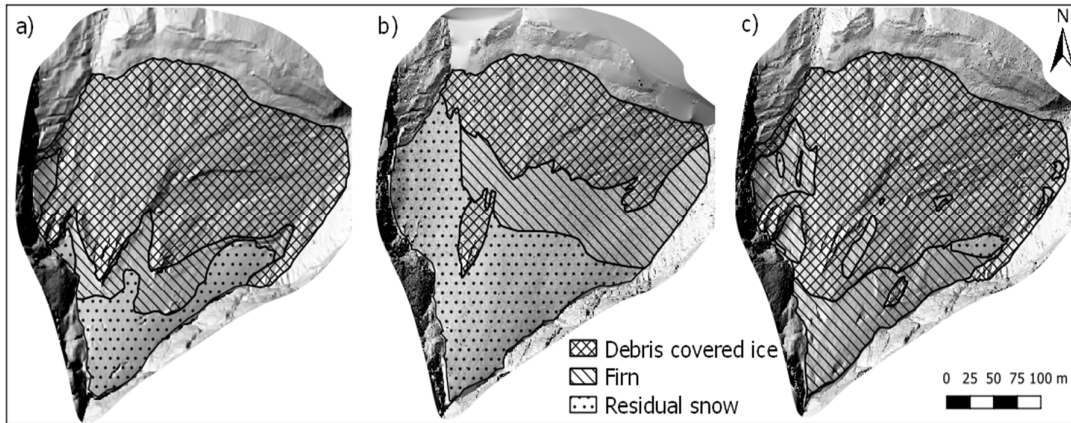 a)
b)
c)
N
Debris covered ice
Firn
Residual snow
0 25 50 75 100 m